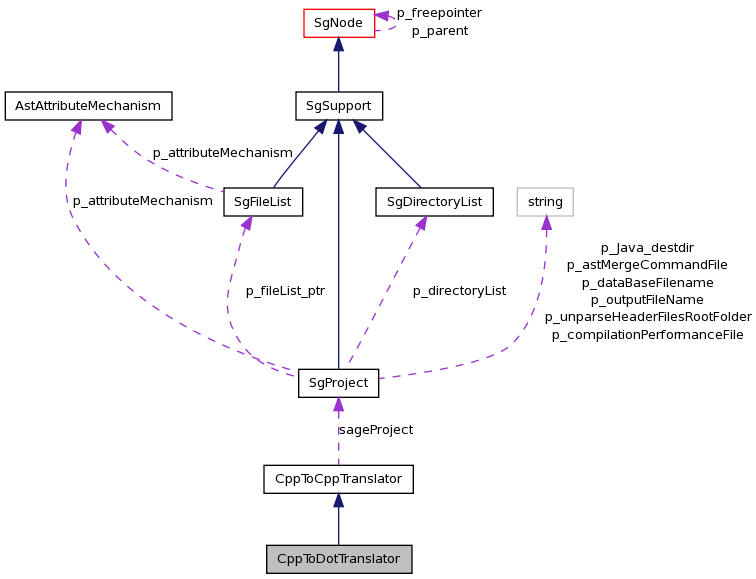 p_freepointer
SgNode
p_parent
AstAttributeMechanism
SgSupport
p_attributeMechanism
p_attributeMechanism
SgFileList
SgDirectoryList
string
p_Java_destdir
p_astMergeCommandFile
p_dataBaseFilename
p_fileList_ptr
p_directoryList
p_outputFileName
p_unparseHeaderFilesRootFolder
p_compilationPerformanceFile
SgProject
sageProject
CppToCppTranslator
CppToDotTranslator